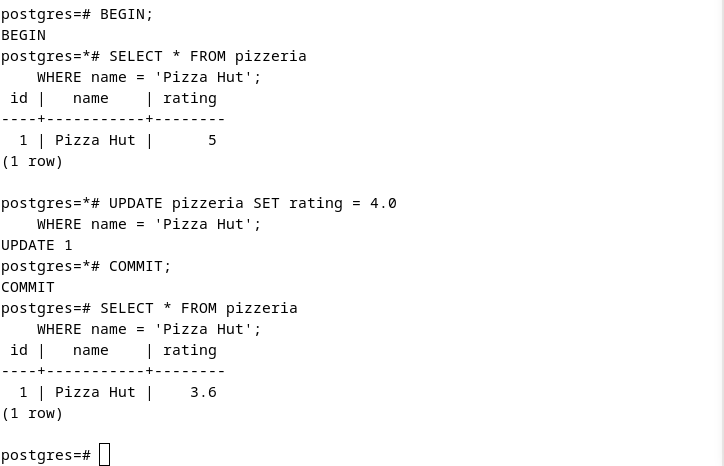 postgres=# BEGIN;
BEGIN
postgres=*# SELECT * FROM pizzeria
    WHERE name = 'Pizza Hut';
 id |   name    | rating
----+-----------+--------
  1 | Pizza Hut |      5
(1 row)

postgres=*# UPDATE pizzeria SET rating = 4.0
    WHERE name = 'Pizza Hut';
UPDATE 1
postgres=*# COMMIT;
COMMIT
postgres=# SELECT * FROM pizzeria
    WHERE name = 'Pizza Hut';
 id |   name    | rating
----+-----------+--------
  1 | Pizza Hut |    3.6
(1 row)

postgres=#